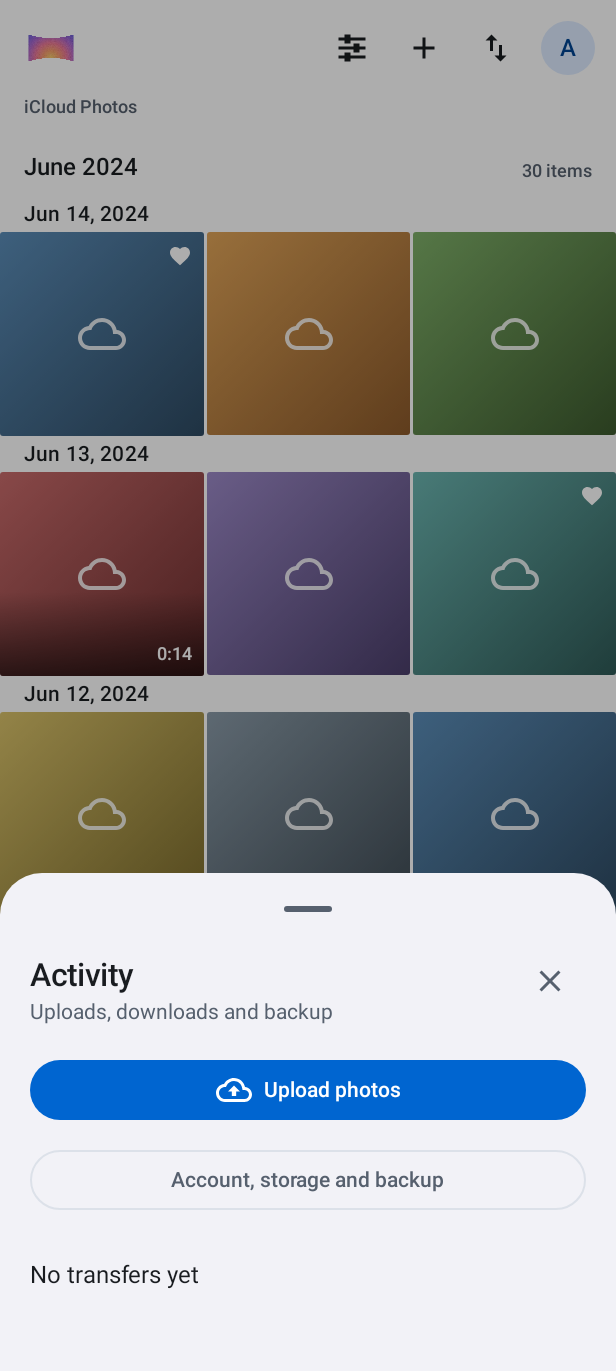 A
iCloud Photos
June 2024
30 items
Jun 14, 2024
Jun 13, 2024
0:14
Jun 12, 2024
Activity
Uploads, downloads and backup
Upload photos
Account, storage and backup
No transfers yet